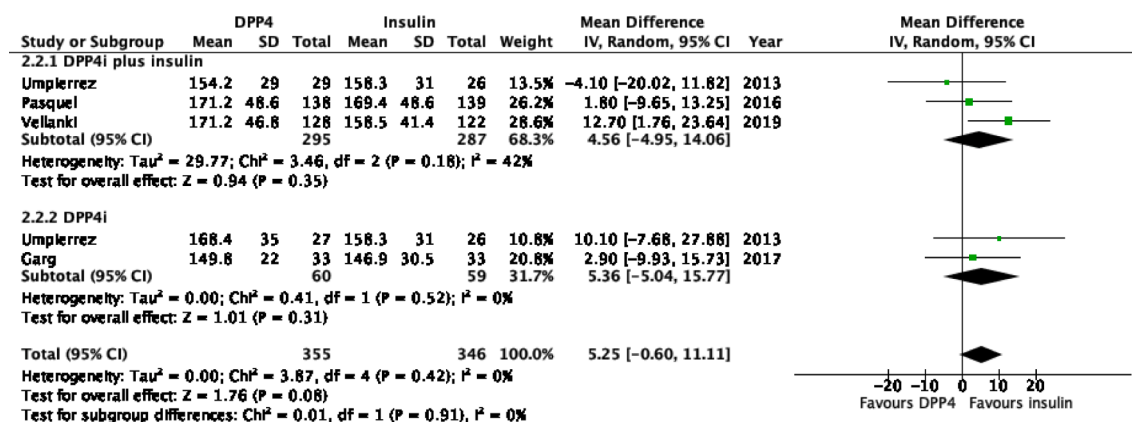 DPP4 Insulin Mean Difference Mean Difference
Study or Subgroup Mean SD Total Mean SD Total Weight IV, Random, 95% CI Year IV, Random, 95% CI
2.2.1 DPP4i plus insulin
Umpierrez 154.2 29 29 158.3 31 26 13.5% −4.10 [−20.02, 11.82] 2013
Pasquel 171.2 48.6 138 169.4 48.6 139 26.2% 1.80 [−9.65, 13.25] 2016
Vellanki 171.2 46.8 128 158.5 41.4 122 28.6% 12.70 [1.76, 23.64] 2019
Subtotal (95% CI) 295 287 68.3% 4.56 [−4.95, 14.06]
Heterogeneity: Tau² = 29.77; Chi² = 3.46, df = 2 (P = 0.18); I² = 42%
Test for overall effect: Z = 0.94 (P = 0.35)
2.2.2 DPP4i
Umpierrez 168.4 35 27 158.3 31 26 10.8% 10.10 [−7.68, 27.88] 2013
Garg 149.8 22 33 146.9 30.5 33 20.8% 2.90 [−9.93, 15.73] 2017
Subtotal (95% CI) 60 59 31.7% 5.36 [−5.04, 15.77]
Heterogeneity: Tau² = 0.00; Chi² = 0.41, df = 1 (P = 0.52); I² = 0%
Test for overall effect: Z = 1.01 (P = 0.31)
Total (95% CI) 355 346 100.0% 5.25 [−0.60, 11.11]
Heterogeneity: Tau² = 0.00; Chi² = 3.87, df = 4 (P = 0.42); I² = 0%
Test for overall effect: Z = 1.76 (P = 0.08)
Test for subgroup differences: Chi² = 0.01, df = 1 (P = 0.91), I² = 0%
−20 −10 0 10 20
Favours DPP4 Favours insulin